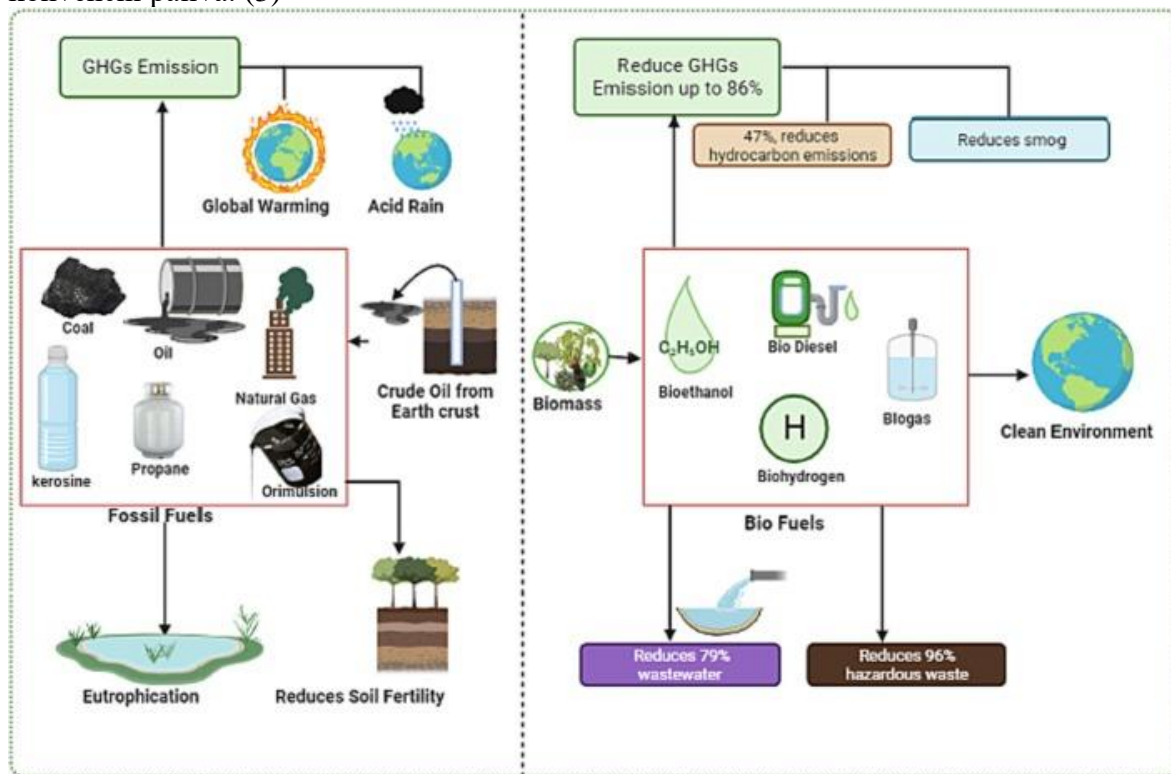 GHGs Emission
Global Warming
Acid Rain
Coal
Oil
Natural Gas
kerosine
Propane
Orimulsion
Fossil Fuels
Crude Oil from
Earth crust
Eutrophication
Reduces Soil Fertility
Reduce GHGs
Emission up to 86%
47%, reduces
hydrocarbon emissions
Reduces smog
Biomass
C₂H₅OH
Bioethanol
Bio Diesel
H
Biohydrogen
BIogas
Bio Fuels
Clean Environment
Reduces 79%
wastewater
Reduces 96%
hazardous waste